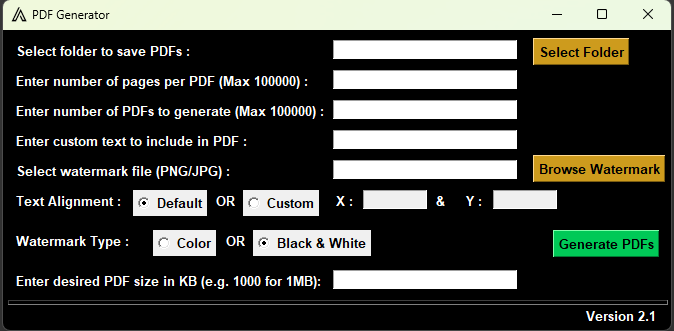 PDF Generator
Select folder to save PDFs : Select Folder
Enter number of pages per PDF (Max 100000) :
Enter number of PDFs to generate (Max 100000) :
Enter custom text to include in PDF :
Select watermark file (PNG/JPG) : Browse Watermark
Text Alignment : Default OR Custom X : & Y :
Watermark Type : Color OR Black & White Generate PDFs
Enter desired PDF size in KB (e.g. 1000 for 1MB):
Version 2.1